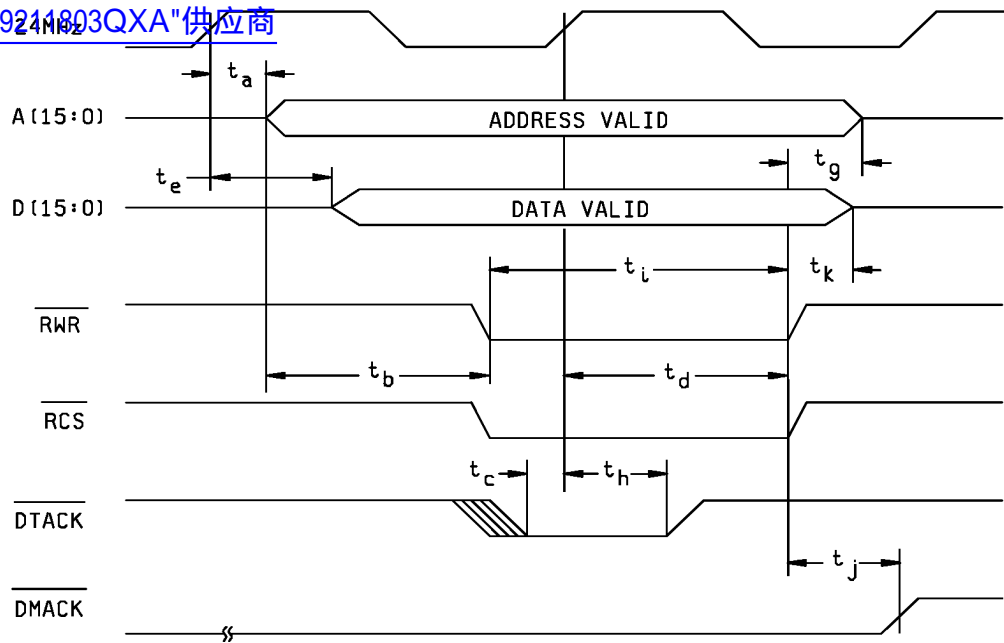 9211803QXA"供应商
24MHz
ta
A(15:0)
ADDRESS VALID
tg
te
D(15:0)
DATA VALID
ti
tk
RWR
tb
td
RCS
tc
th
DTACK
tj
DMACK